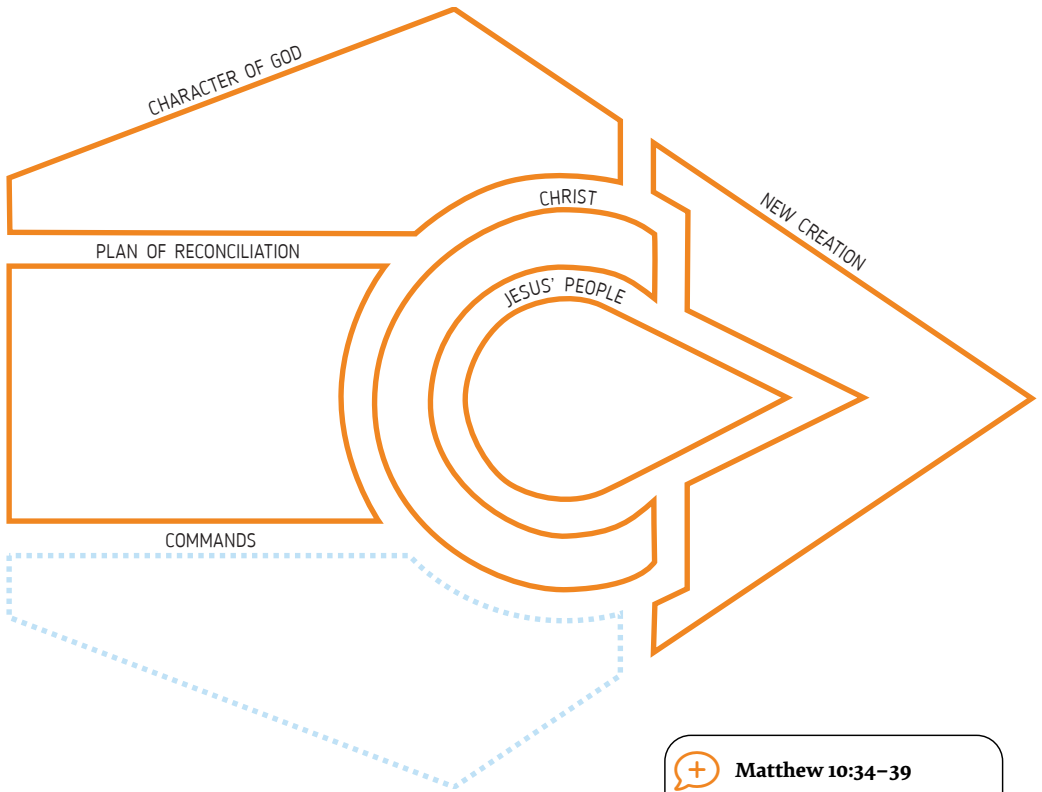 CHARACTER OF GOD
CHRIST
NEW CREATION
PLAN OF RECONCILIATION
JESUS' PEOPLE
COMMANDS
+
Matthew 10:34–39